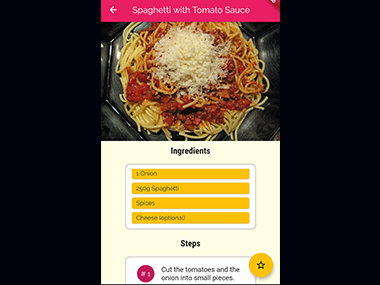 Spaghetti with Tomato Sauce
Ingredients
1 Onion
250g Spaghetti
Spices
Cheese (optional)
Steps
# 1
Cut the tomatoes and the
onion into small pieces.